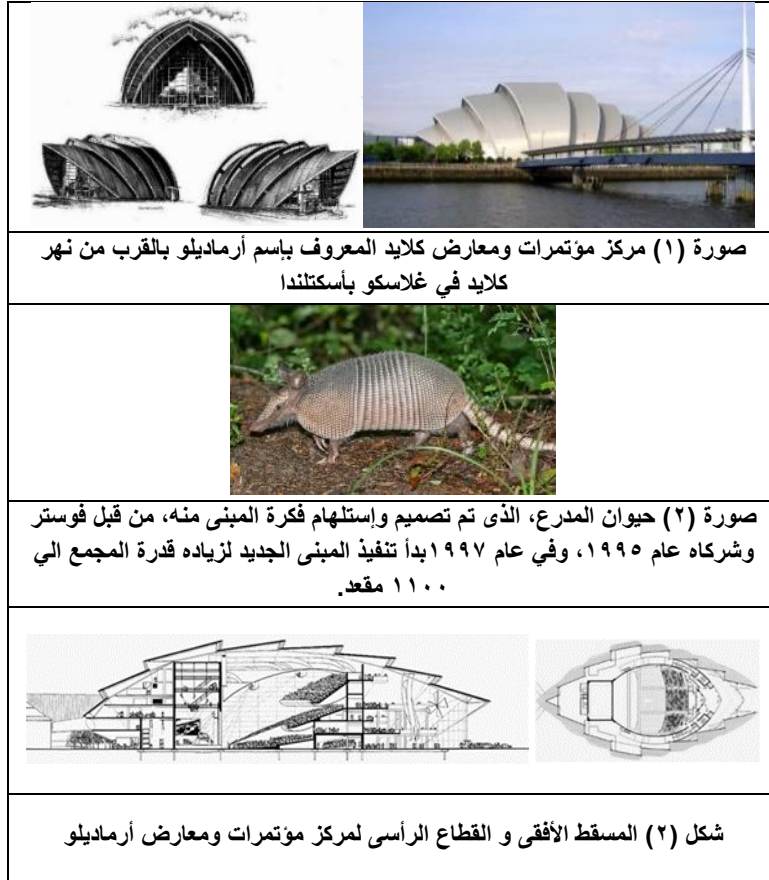 صورة (١) مركز مؤتمرات ومعارض كلايد المعروف بإسم أرماديلو بالقرب من نهر
كلايد في غلاسكو بأسكتلندا
صورة (٢) حيوان المدرع، الذى تم تصميم وإستلهام فكرة المبنى منه، من قبل فوستر
وشركاه عام ١٩٩٥، وفي عام ١٩٩٧بدأ تنفيذ المبنى الجديد لزياده قدرة المجمع الي
١١٠٠ مقعد.
شكل (٢) المسقط الأفقى و القطاع الرأسى لمركز مؤتمرات ومعارض أرماديلو